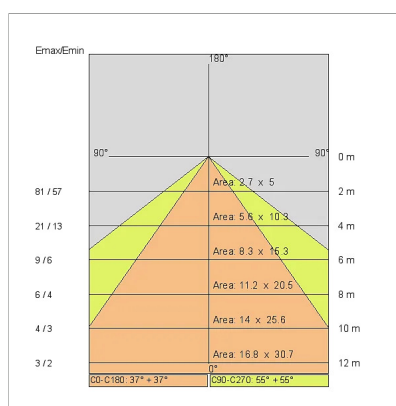 Emax/Emin
180°
90° 90° 0 m
Area: 2.7 x 5
81 / 57 2 m
Area: 5.6 x 10.3
21 / 13 4 m
Area: 8.3 x 15.3
9 / 6 6 m
Area: 11.2 x 20.5
6 / 4 8 m
Area: 14 x 25.6
4 / 3 10 m
Area: 16.8 x 30.7
3 / 2 12 m
0°
C0-C180: 37° + 37° C90-C270: 55° + 55°